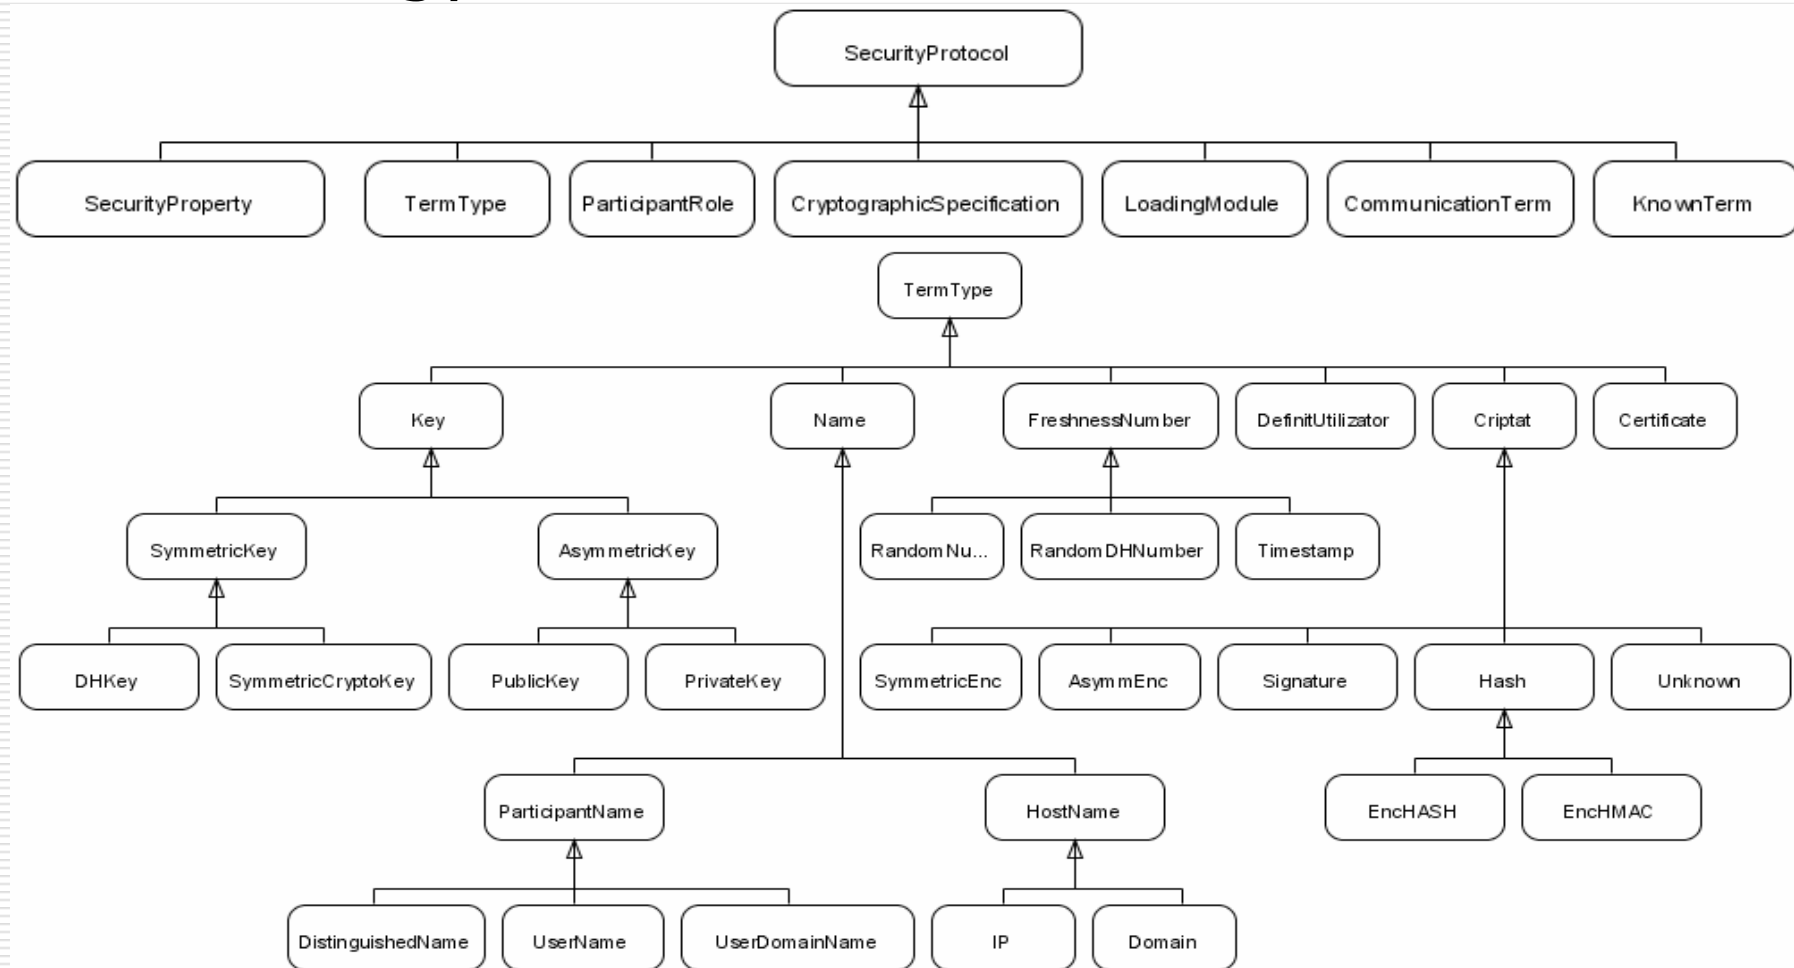 SecurityProtocol
SecurityProperty
TermType
ParticipantRole
CryptographicSpecification
LoadingModule
CommunicationTerm
KnownTerm
TermType
Key
Name
FreshnessNumber
DefinitUtilizator
Criptat
Certificate
SymmetricKey
AsymmetricKey
RandomNu...
RandomDHNumber
Timestamp
DHKey
SymmetricCryptoKey
PublicKey
PrivateKey
SymmetricEnc
AsymmEnc
Signature
Hash
Unknown
ParticipantName
HostName
EncHASH
EncHMAC
DistinguishedName
UserName
UserDomainName
IP
Domain